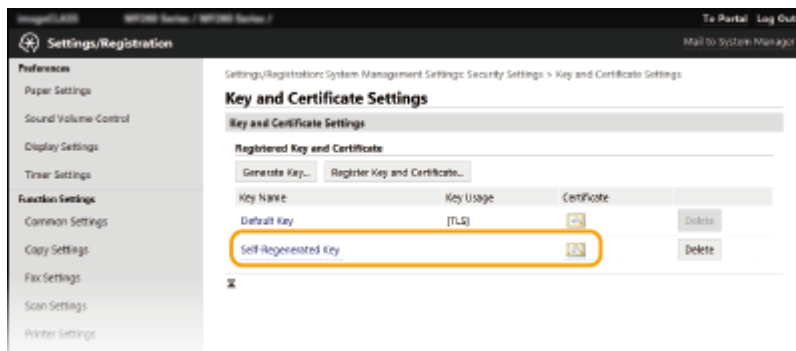 To Portal Log Out
Settings/Registration
Mail to System Manager
Preferences
Paper Settings
Sound Volume Control
Display Settings
Timer Settings
Function Settings
Common Settings
Copy Settings
Fax Settings
Scan Settings
Printer Settings
Settings/Registration: System Management Settings: Security Settings > Key and Certificate Settings
Key and Certificate Settings
Key and Certificate Settings
Registered Key and Certificate
Generate Key... Register Key and Certificate...
Key Name Key Usage Certificate
Default Key [TLS] Delete
Self-Regenerated Key Delete